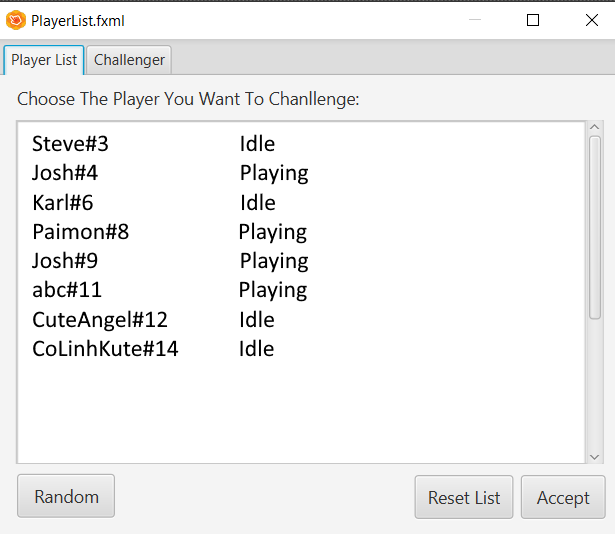 PlayerList.fxml
Player List Challenger
Choose The Player You Want To Chanllenge:
Steve#3 Idle
Josh#4 Playing
Karl#6 Idle
Paimon#8 Playing
Josh#9 Playing
abc#11 Playing
CuteAngel#12 Idle
CoLinhKute#14 Idle
Random Reset List Accept